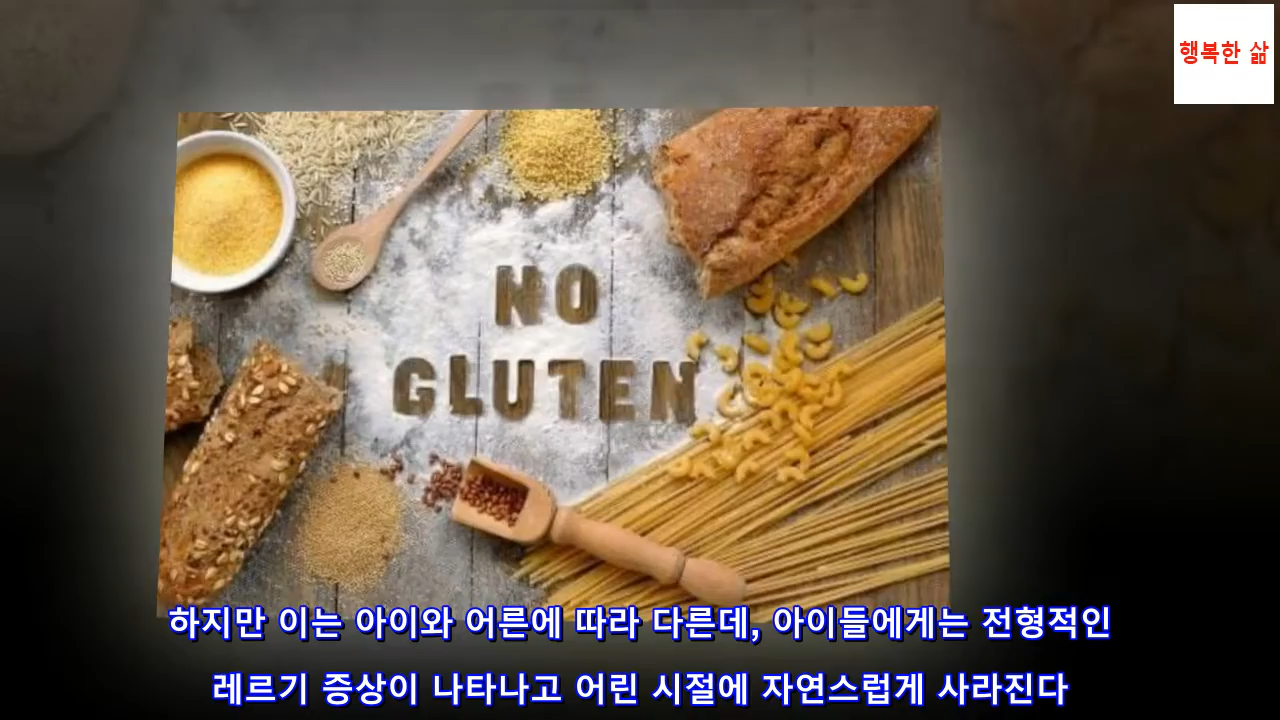 행복한 삶
NO
GLUTEN
하지만 이는 아이와 어른에 따라 다른데, 아이들에게는 전형적인
레르기 증상이 나타나고 어린 시절에 자연스럽게 사라진다